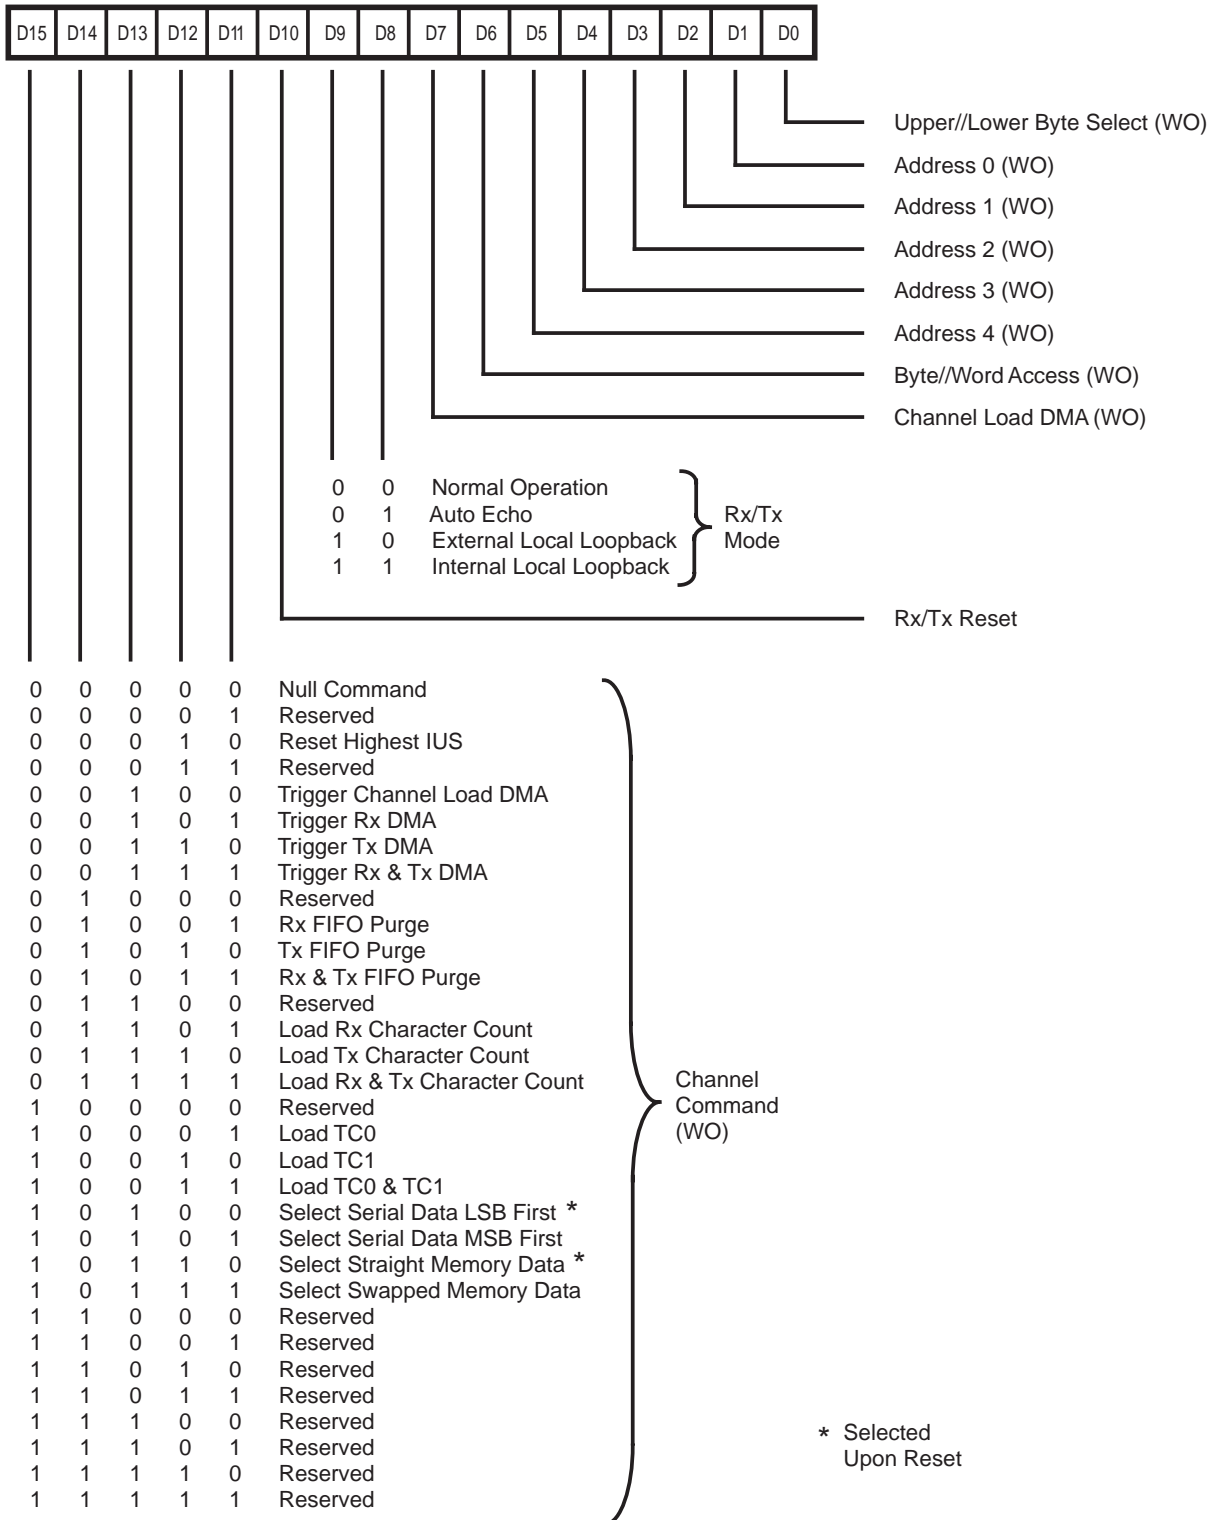 D15 D14 D13 D12 D11 D10 D9 D8 D7 D6 D5 D4 D3 D2 D1 D0
Upper//Lower Byte Select (WO)
Address 0 (WO)
Address 1 (WO)
Address 2 (WO)
Address 3 (WO)
Address 4 (WO)
Byte//Word Access (WO)
Channel Load DMA (WO)
0 0 Normal Operation
0 1 Auto Echo
1 0 External Local Loopback
1 1 Internal Local Loopback
Rx/Tx
Mode
Rx/Tx Reset
0 0 0 0 0 Null Command
0 0 0 0 1 Reserved
0 0 0 1 0 Reset Highest IUS
0 0 0 1 1 Reserved
0 0 1 0 0 Trigger Channel Load DMA
0 0 1 0 1 Trigger Rx DMA
0 0 1 1 0 Trigger Tx DMA
0 0 1 1 1 Trigger Rx & Tx DMA
0 1 0 0 0 Reserved
0 1 0 0 1 Rx FIFO Purge
0 1 0 1 0 Tx FIFO Purge
0 1 0 1 1 Rx & Tx FIFO Purge
0 1 1 0 0 Reserved
0 1 1 0 1 Load Rx Character Count
0 1 1 1 0 Load Tx Character Count
0 1 1 1 1 Load Rx & Tx Character Count
1 0 0 0 0 Reserved
1 0 0 0 1 Load TC0
1 0 0 1 0 Load TC1
1 0 0 1 1 Load TC0 & TC1
1 0 1 0 0 Select Serial Data LSB First *
1 0 1 0 1 Select Serial Data MSB First
1 0 1 1 0 Select Straight Memory Data *
1 0 1 1 1 Select Swapped Memory Data
1 1 0 0 0 Reserved
1 1 0 0 1 Reserved
1 1 0 1 0 Reserved
1 1 0 1 1 Reserved
1 1 1 0 0 Reserved
1 1 1 0 1 Reserved
1 1 1 1 0 Reserved
1 1 1 1 1 Reserved
Channel
Command
(WO)
* Selected
Upon Reset